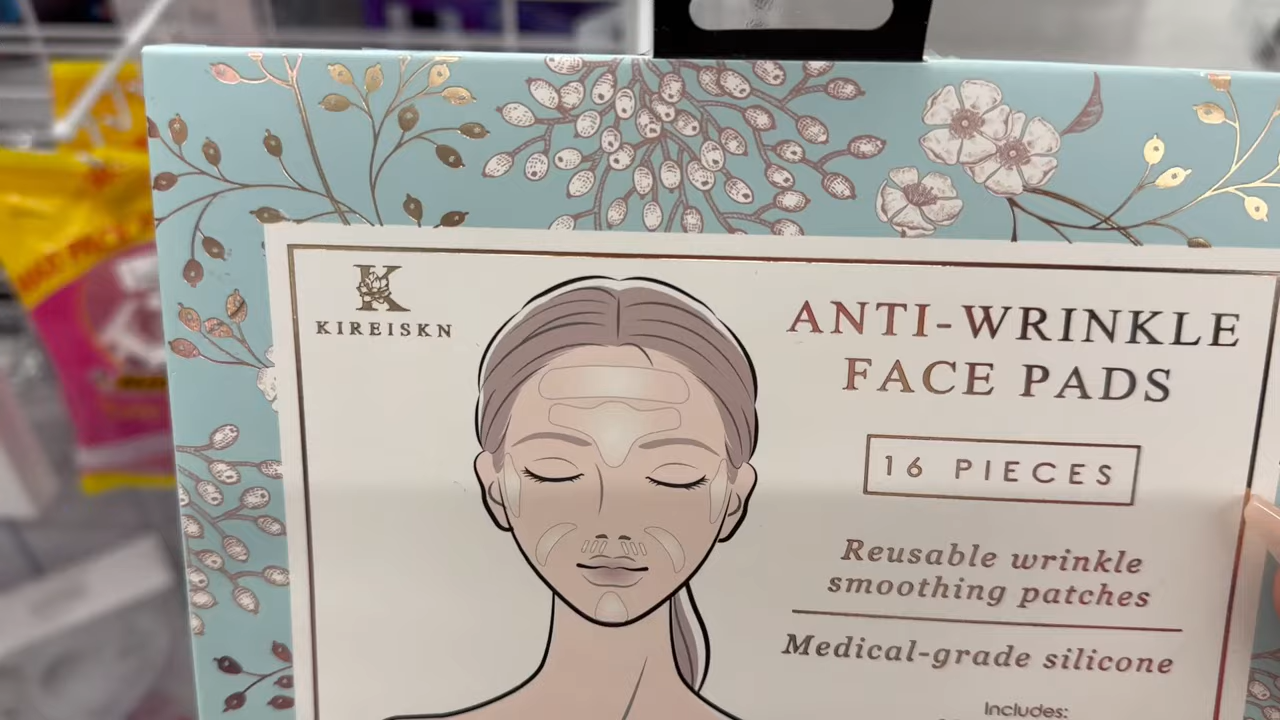 KIREISKN
ANTI-WRINKLE
FACE PADS
16 PIECES
Reusable wrinkle
smoothing patches
Medical-grade silicone
Includes: